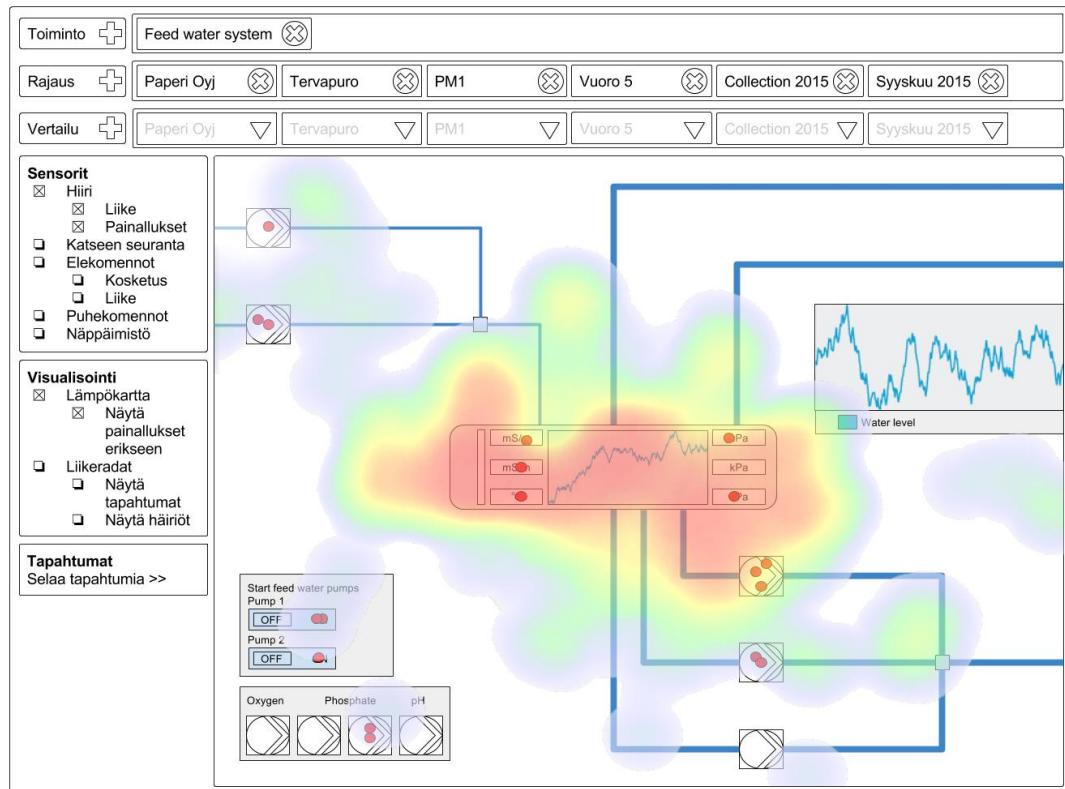 Toiminto Feed water system
Rajaus Paperi Oyj Tervapuro PM1 Vuoro 5 Collection 2015 Syyskuu 2015
Vertailu Paperi Oyj Tervapuro PM1 Vuoro 5 Collection 2015 Syyskuu 2015
Sensorit
Hiiri
Liike
Painallukset
Katseen seuranta
Elekomennot
Kosketus
Liike
Puhekomennot
Näppäimistö
Visualisointi
Lämpökartta
Näytä
painallukset
erikseen
Liikeradat
Näytä
tapahtumat
Näytä häiriöt
Tapahtumat
Selaa tapahtumia >>
Water level
kPa
Start feed water pumps
Pump 1
OFF
Pump 2
OFF
Oxygen Phosphate pH